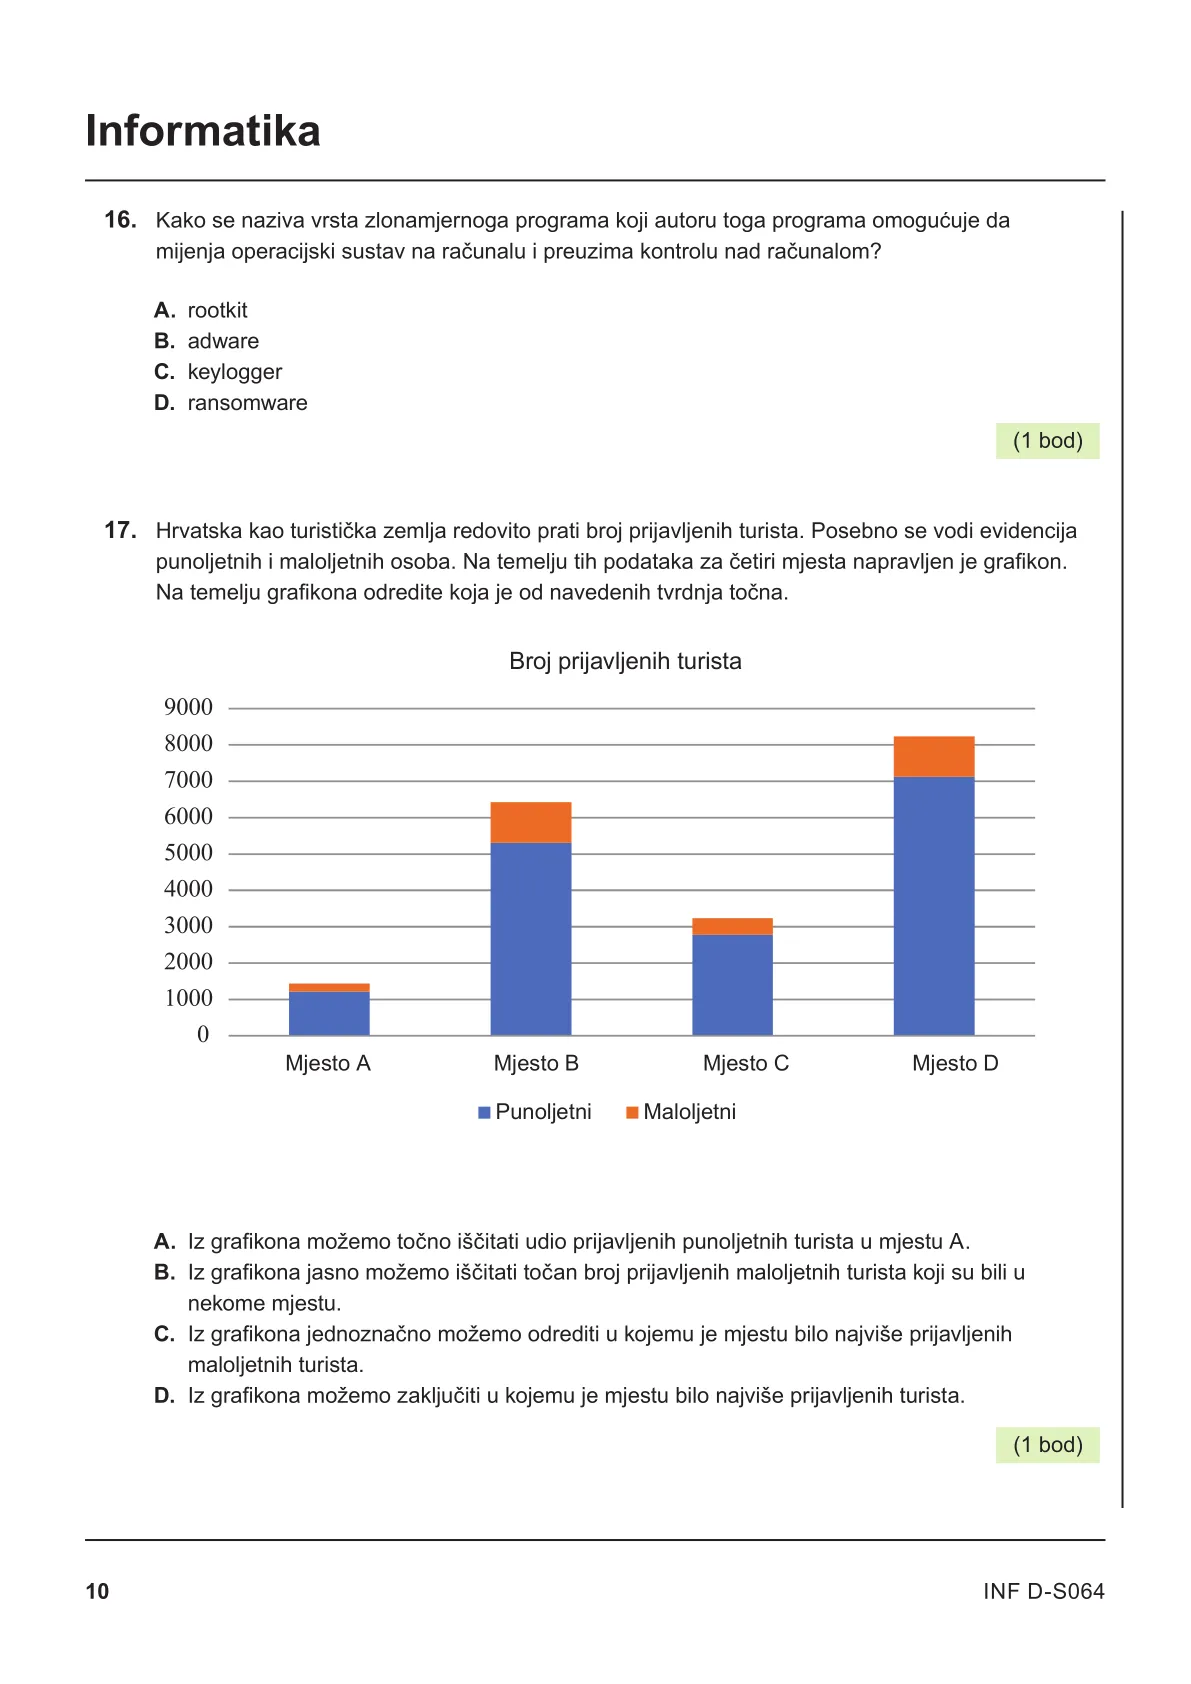 Informatika
16. Kako se naziva vrsta zlonamjernoga programa koji autoru toga programa omogućuje da
mijenja operacijski sustav na računalu i preuzima kontrolu nad računalom?
A. rootkit
B. adware
C. keylogger
D. ransomware
(1 bod)
17. Hrvatska kao turistička zemlja redovito prati broj prijavljenih turista. Posebno se vodi evidencija
punoljetnih i maloljetnih osoba. Na temelju tih podataka za četiri mjesta napravljen je grafikon.
Na temelju grafikona odredite koja je od navedenih tvrdnja točna.
Broj prijavljenih turista
9000
8000
7000
6000
5000
4000
3000
2000
1000
0
Mjesto A Mjesto B Mjesto C Mjesto D
Punoljetni Maloljetni
A. Iz grafikona možemo točno iščitati udio prijavljenih punoljetnih turista u mjestu A.
B. Iz grafikona jasno možemo iščitati točan broj prijavljenih maloljetnih turista koji su bili u
nekome mjestu.
C. Iz grafikona jednoznačno možemo odrediti u kojemu je mjestu bilo najviše prijavljenih
maloljetnih turista.
D. Iz grafikona možemo zaključiti u kojemu je mjestu bilo najviše prijavljenih turista.
(1 bod)
10 INF D-S064